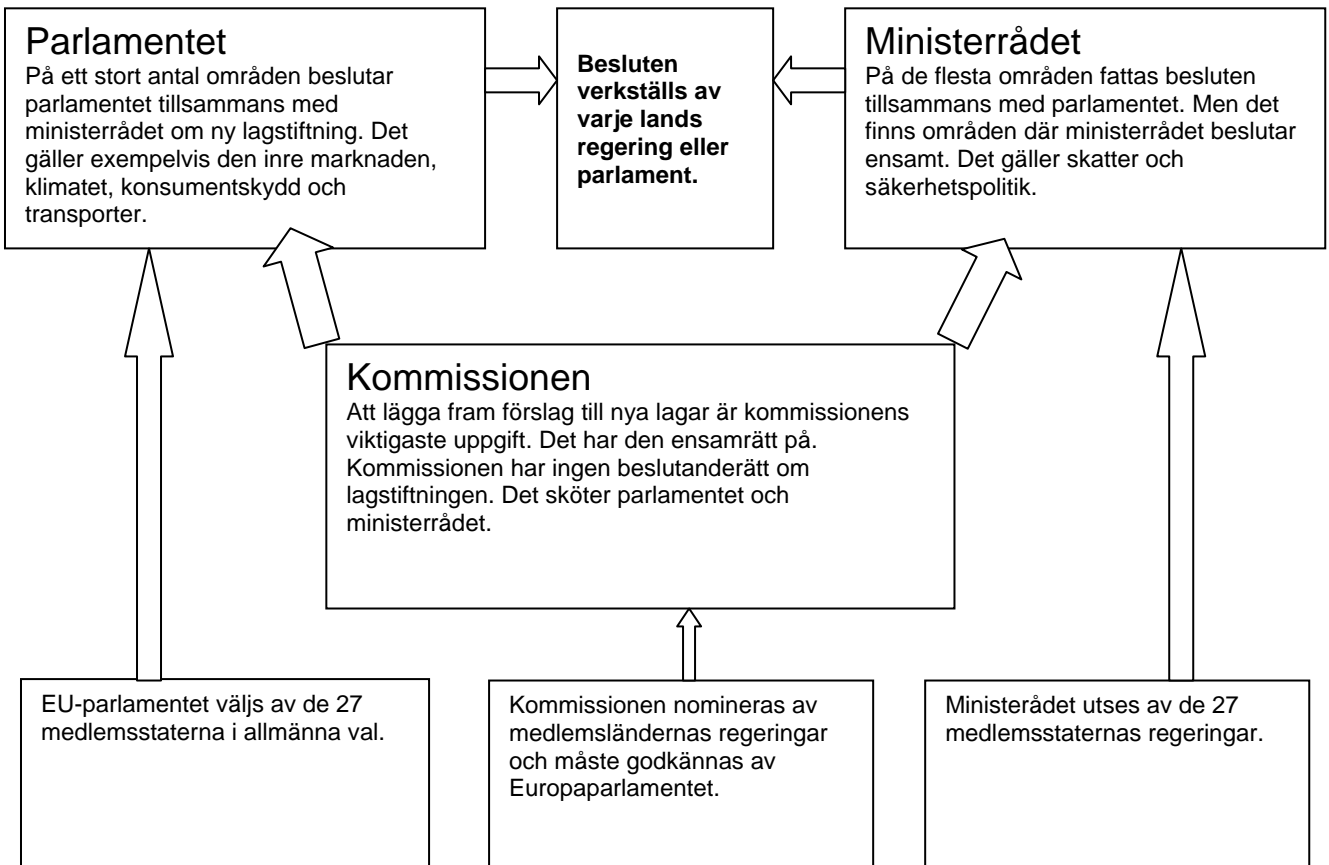 Parlamentet
På ett stort antal områden beslutar
parlamentet tillsammans med
ministerrådet om ny lagstiftning. Det
gäller exempelvis den inre marknaden,
klimatet, konsumentskydd och
transporter.
Besluten
verkställs av
varje lands
regering eller
parlament.
Ministerrådet
På de flesta områden fattas besluten
tillsammans med parlamentet. Men det
finns områden där ministerrådet beslutar
ensamt. Det gäller skatter och
säkerhetspolitik.
Kommissionen
Att lägga fram förslag till nya lagar är kommissionens
viktigaste uppgift. Det har den ensamrätt på.
Kommissionen har ingen beslutanderätt om
lagstiftningen. Det sköter parlamentet och
ministerrådet.
EU-parlamentet väljs av de 27
medlemsstaterna i allmänna val.
Kommissionen nomineras av
medlemsländernas regeringar
och måste godkännas av
Europaparlamentet.
Ministerådet utses av de 27
medlemsstaternas regeringar.